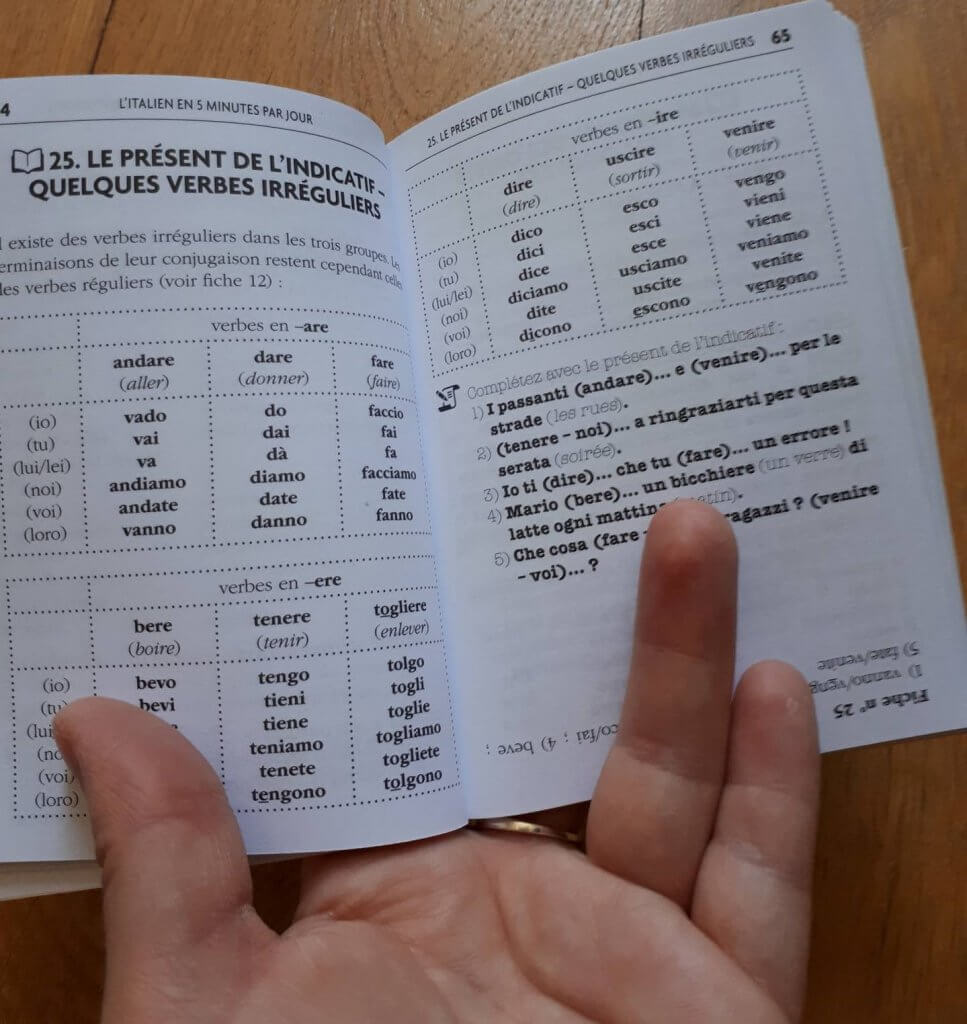 4 L'ITALIEN EN 5 MINUTES PAR JOUR
25. LE PRÉSENT DE L'INDICATIF –
QUELQUES VERBES IRRÉGULIERS
l existe des verbes irréguliers dans les trois groupes. Les
erminaisons de leur conjugaison restent cependant celles
les verbes réguliers (voir fiche 12) :
verbes en –are
andare dare fare
(aller) (donner) (faire)
(io) vado do faccio
(tu) vai dai fai
(lui/lei) va dà fa
(noi) andiamo diamo facciamo
(voi) andate date fate
(loro) vanno danno fanno
verbes en –ere
bere tenere togliere
(boire) (tenir) (enlever)
(io) bevo tengo tolgo
(tu) bevi tieni togli
(lui tiene toglie
(no teniamo togliamo
(voi) tenete togliete
(loro) tengono tolgono
25. LE PRÉSENT DE L'INDICATIF – QUELQUES VERBES IRRÉGULIERS 65
verbes en –ire
dire uscire venire
(dire) (sortir) (venir)
(io) dico esco vengo
(tu) dici esci vieni
(lui/lei) dice esce viene
(noi) diciamo usciamo veniamo
(voi) dite uscite venite
(loro) dicono escono vengono
Complétez avec le présent de l'indicatif :
1) I passanti (andare)... e (venire)... per le
strade (les rues).
2) (tenere – noi)... a ringraziarti per questa
serata (soirée).
3) Io ti (dire)... che tu (fare)... un errore !
4) Mario (bere)... un bicchiere (un verre) di
latte ogni mattin
5) Che cosa (fare – ragazzi ? (venire
– voi)... ?
Fiche n° 25
1) vanno/veng co/fai ; 4) beve ;
5) fate/venite